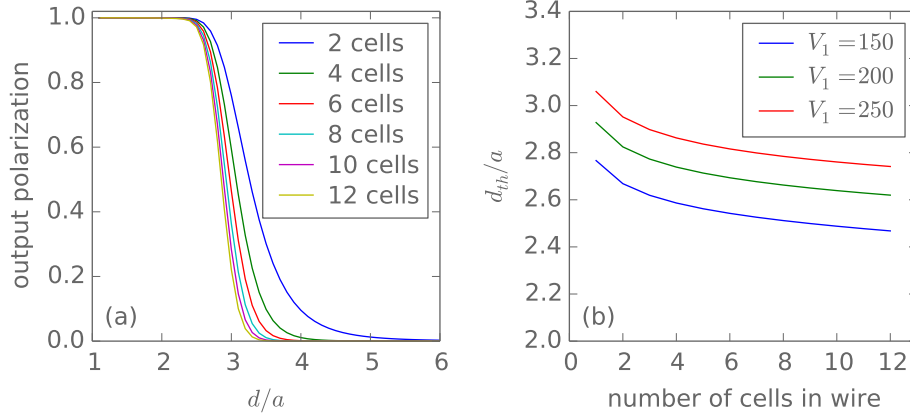 output polarization
1.0
0.8
0.6
0.4
0.2
0.0
1
2
3
4
5
6
d/a
(a)
2 cells
4 cells
6 cells
8 cells
10 cells
12 cells
d_{th}/a
3.4
3.2
3.0
2.8
2.6
2.4
2.2
2.0
0
2
4
6
8
10
12
number of cells in wire
(b)
V_1 =150
V_1 =200
V_1 =250